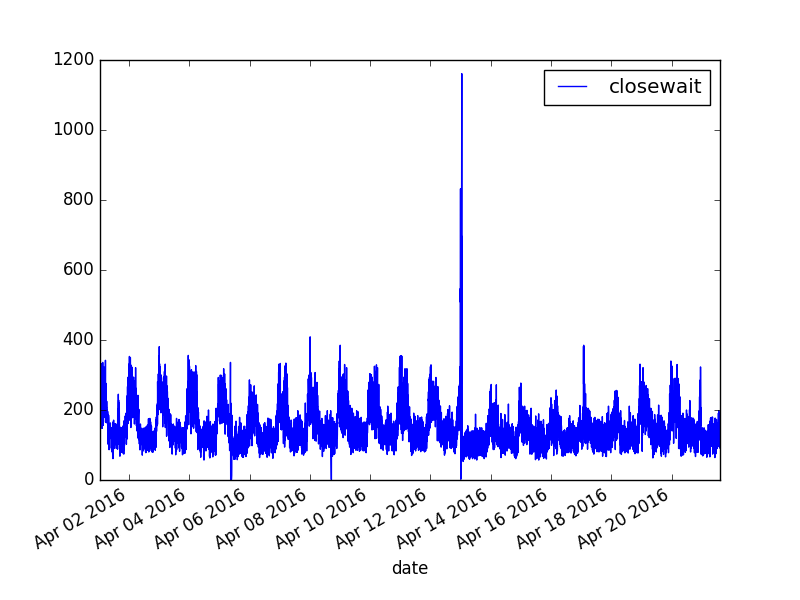 1200
closewait
1000
800
600
400
200
0
Apr 02 2016
Apr 04 2016
Apr 06 2016
Apr 08 2016
Apr 10 2016
Apr 12 2016
Apr 14 2016
Apr 16 2016
Apr 18 2016
Apr 20 2016
date